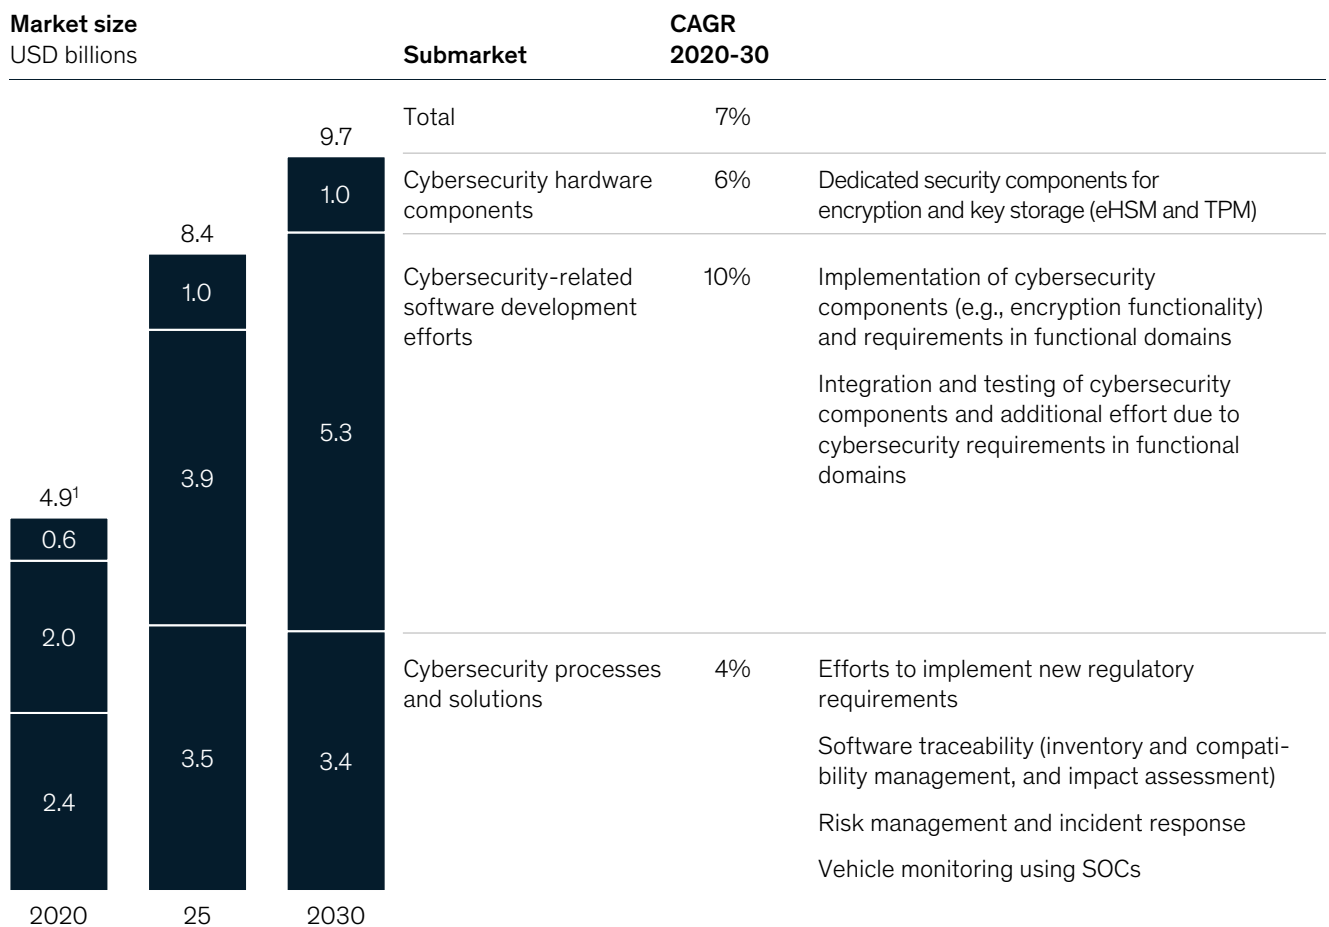 Market size
USD billions
Submarket
CAGR
2020-30
Total
7%
9.7
1.0
5.3
3.4
2030
8.4
1.0
3.9
3.5
25
4.9¹
0.6
2.0
2.4
2020
Cybersecurity hardware
components
6%
Dedicated security components for
encryption and key storage (eHSM and TPM)
Cybersecurity-related
software development
efforts
10%
Implementation of cybersecurity
components (e.g., encryption functionality)
and requirements in functional domains
Integration and testing of cybersecurity
components and additional effort due to
cybersecurity requirements in functional
domains
Cybersecurity processes
and solutions
4%
Efforts to implement new regulatory
requirements
Software traceability (inventory and compati-
bility management, and impact assessment)
Risk management and incident response
Vehicle monitoring using SOCs